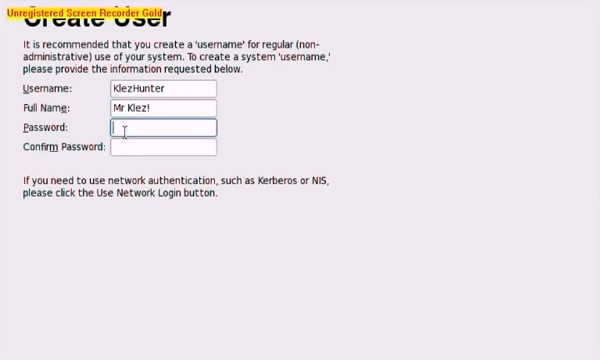 Unregistered Screen Recorder Gold
Create User
It is recommended that you create a 'username' for regular (non-
administrative) use of your system. To create a system 'username,'
please provide the information requested below.
Username: KlezHunter
Full Name: Mr Klez!
Password:
Confirm Password:
If you need to use network authentication, such as Kerberos or NIS,
please click the Use Network Login button.